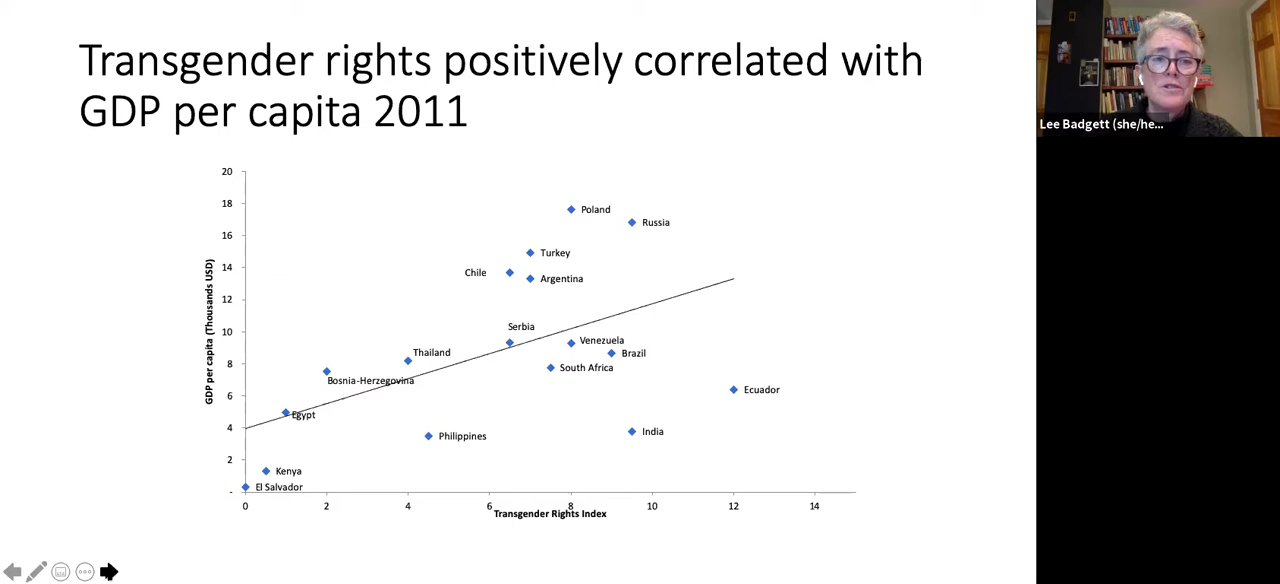 Transgender rights positively correlated with
GDP per capita 2011
Lee Badgett (she/he...
GDP per capita (Thousands USD)
20
18
16
14
12
10
8
6
4
2
-
Poland
Russia
Turkey
Chile
Argentina
Serbia
Venezuela
Thailand
Brazil
South Africa
Bosnia-Herzegovina
Ecuador
Egypt
India
Philippines
Kenya
El Salvador
0 2 4 6 8 10 12 14
Transgender Rights Index